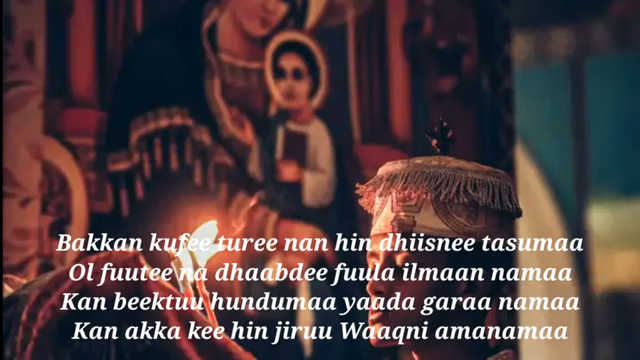 Bakkan kufee turee nan hin dhiisnee tasumaa
Ol fuutee na dhaabdee fuula ilmaan namaa
Kan beektuu hundumaa yaada garaa namaa
Kan akka kee hin jiruu Waaqni amanamaa